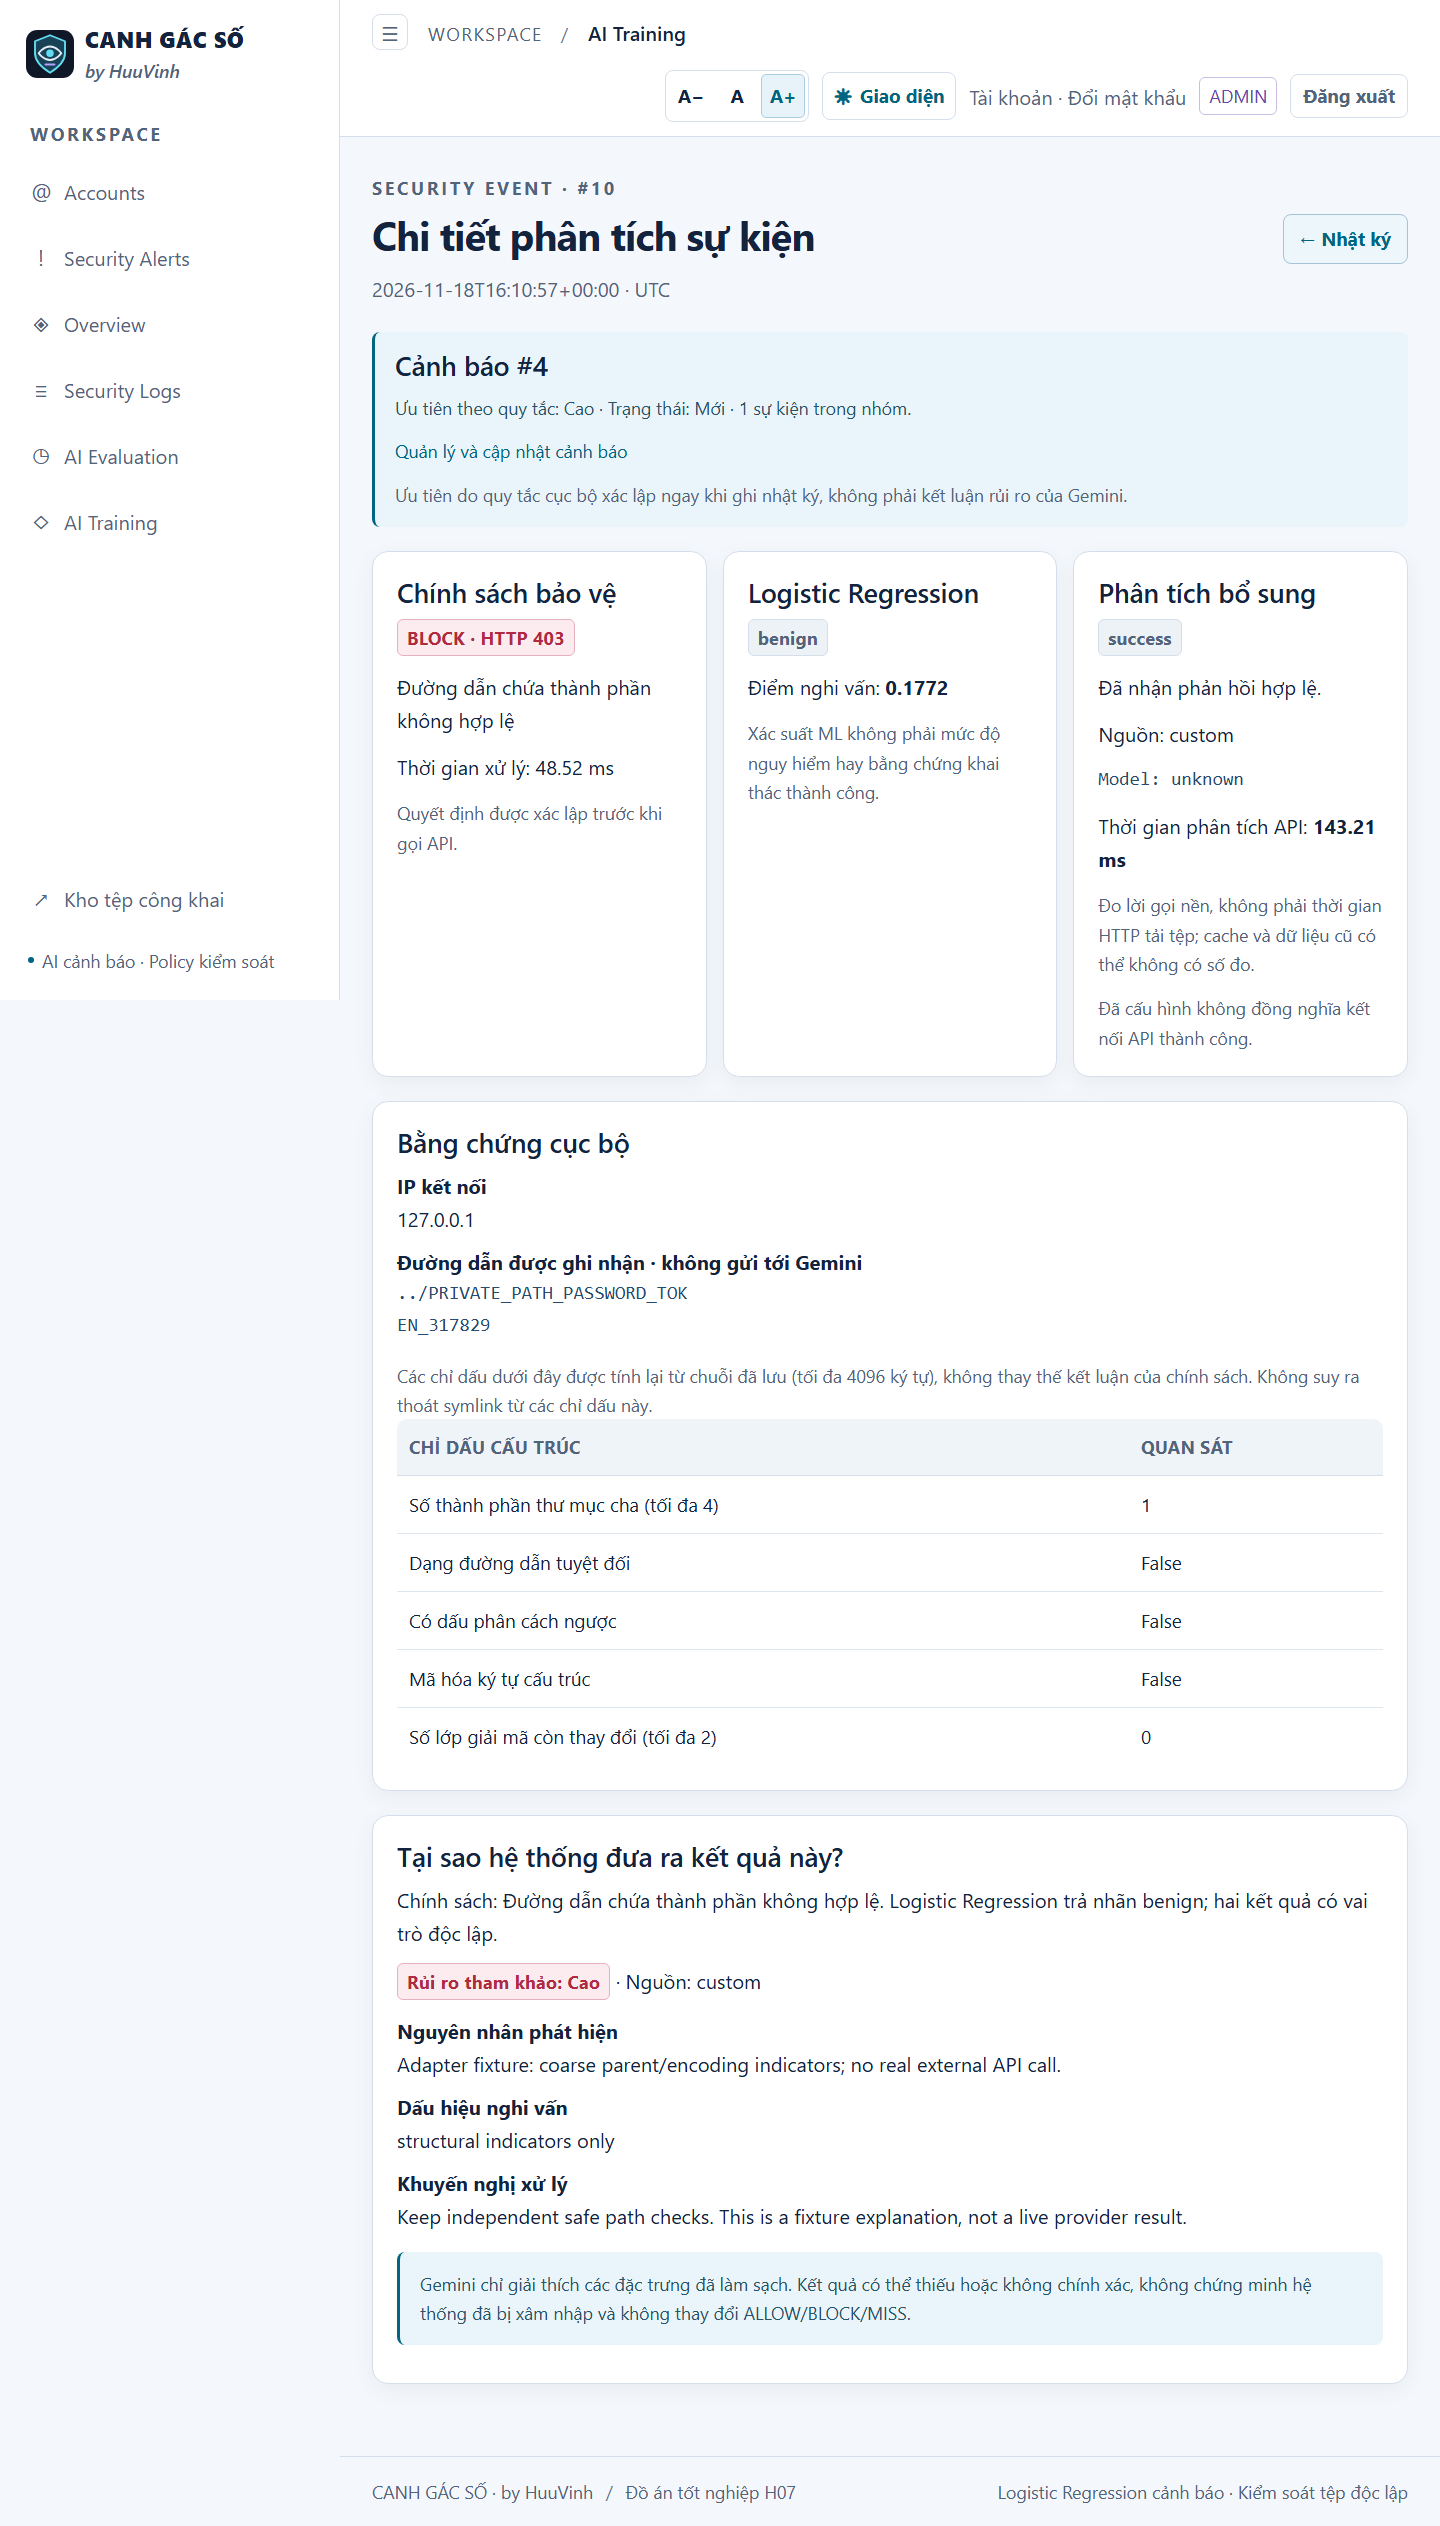 CANH GÁC SỐ
by HuuVinh
WORKSPACE
@ Accounts
! Security Alerts
◈ Overview
☰ Security Logs
◷ AI Evaluation
◇ AI Training
↗ Kho tệp công khai
• AI cảnh báo · Policy kiểm soát
☰ WORKSPACE / AI Training
A− A A+ Giao diện Tài khoản · Đổi mật khẩu ADMIN Đăng xuất
SECURITY EVENT · #10
Chi tiết phân tích sự kiện
← Nhật ký
2026-11-18T16:10:57+00:00 · UTC
Cảnh báo #4
Ưu tiên theo quy tắc: Cao · Trạng thái: Mới · 1 sự kiện trong nhóm.
Quản lý và cập nhật cảnh báo
Ưu tiên do quy tắc cục bộ xác lập ngay khi ghi nhật ký, không phải kết luận rủi ro của Gemini.
Chính sách bảo vệ
BLOCK · HTTP 403
Đường dẫn chứa thành phần
không hợp lệ
Thời gian xử lý: 48.52 ms
Quyết định được xác lập trước khi
gọi API.
Logistic Regression
benign
Điểm nghi vấn: 0.1772
Xác suất ML không phải mức độ
nguy hiểm hay bằng chứng khai
thác thành công.
Phân tích bổ sung
success
Đã nhận phản hồi hợp lệ.
Nguồn: custom
Model: unknown
Thời gian phân tích API: 143.21
ms
Đo lời gọi nền, không phải thời gian
HTTP tải tệp; cache và dữ liệu cũ có
thể không có số đo.
Đã cấu hình không đồng nghĩa kết
nối API thành công.
Bằng chứng cục bộ
IP kết nối
127.0.0.1
Đường dẫn được ghi nhận · không gửi tới Gemini
../PRIVATE_PATH_PASSWORD_TOK
EN_317829
Các chỉ dấu dưới đây được tính lại từ chuỗi đã lưu (tối đa 4096 ký tự), không thay thế kết luận của chính sách. Không suy ra
thoát symlink từ các chỉ dấu này.
CHỈ DẤU CẤU TRÚC QUAN SÁT
Số thành phần thư mục cha (tối đa 4) 1
Dạng đường dẫn tuyệt đối False
Có dấu phân cách ngược False
Mã hóa ký tự cấu trúc False
Số lớp giải mã còn thay đổi (tối đa 2) 0
Tại sao hệ thống đưa ra kết quả này?
Chính sách: Đường dẫn chứa thành phần không hợp lệ. Logistic Regression trả nhãn benign; hai kết quả có vai
trò độc lập.
Rủi ro tham khảo: Cao · Nguồn: custom
Nguyên nhân phát hiện
Adapter fixture: coarse parent/encoding indicators; no real external API call.
Dấu hiệu nghi vấn
structural indicators only
Khuyến nghị xử lý
Keep independent safe path checks. This is a fixture explanation, not a live provider result.
Gemini chỉ giải thích các đặc trưng đã làm sạch. Kết quả có thể thiếu hoặc không chính xác, không chứng minh hệ
thống đã bị xâm nhập và không thay đổi ALLOW/BLOCK/MISS.
CANH GÁC SỐ · by HuuVinh / Đồ án tốt nghiệp H07
Logistic Regression cảnh báo · Kiểm soát tệp độc lập